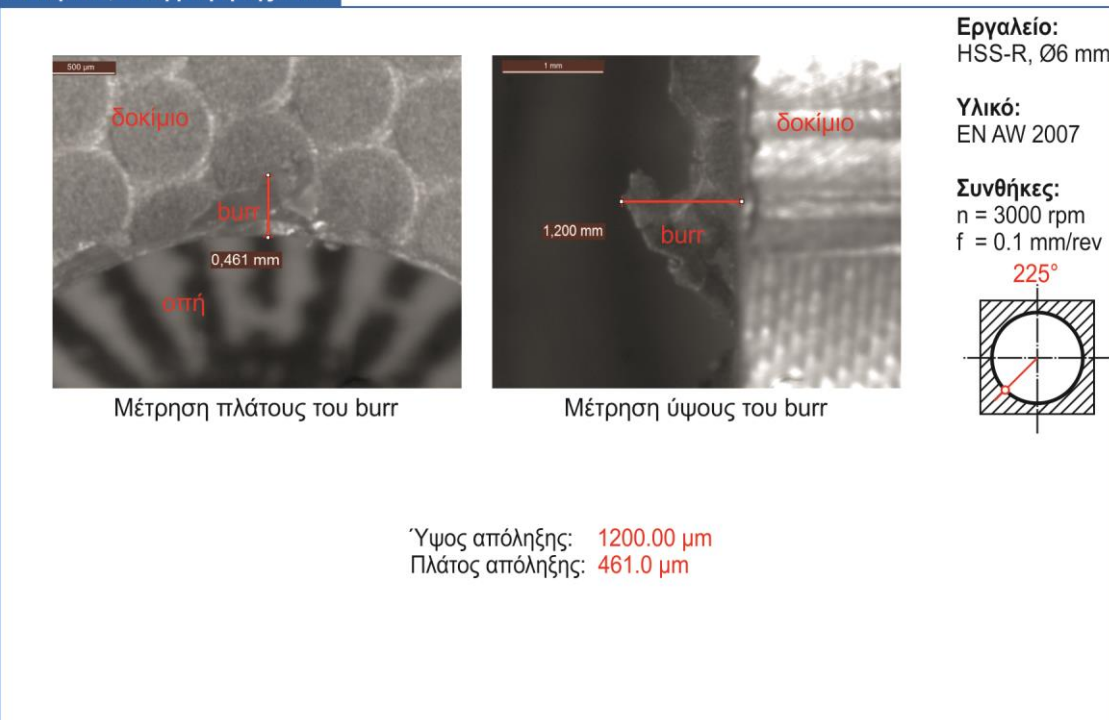 500 μm
δοκίμιο
burr
0,461 mm
οπή
Μέτρηση πλάτους του burr
1 mm
δοκίμιο
1,200 mm
burr
Μέτρηση ύψους του burr
Εργαλείο:
HSS-R, Ø6 mm
Υλικό:
EN AW 2007
Συνθήκες:
n = 3000 rpm
f = 0.1 mm/rev
225°
Ύψος απόληξης: 1200.00 μm
Πλάτος απόληξης: 461.0 μm